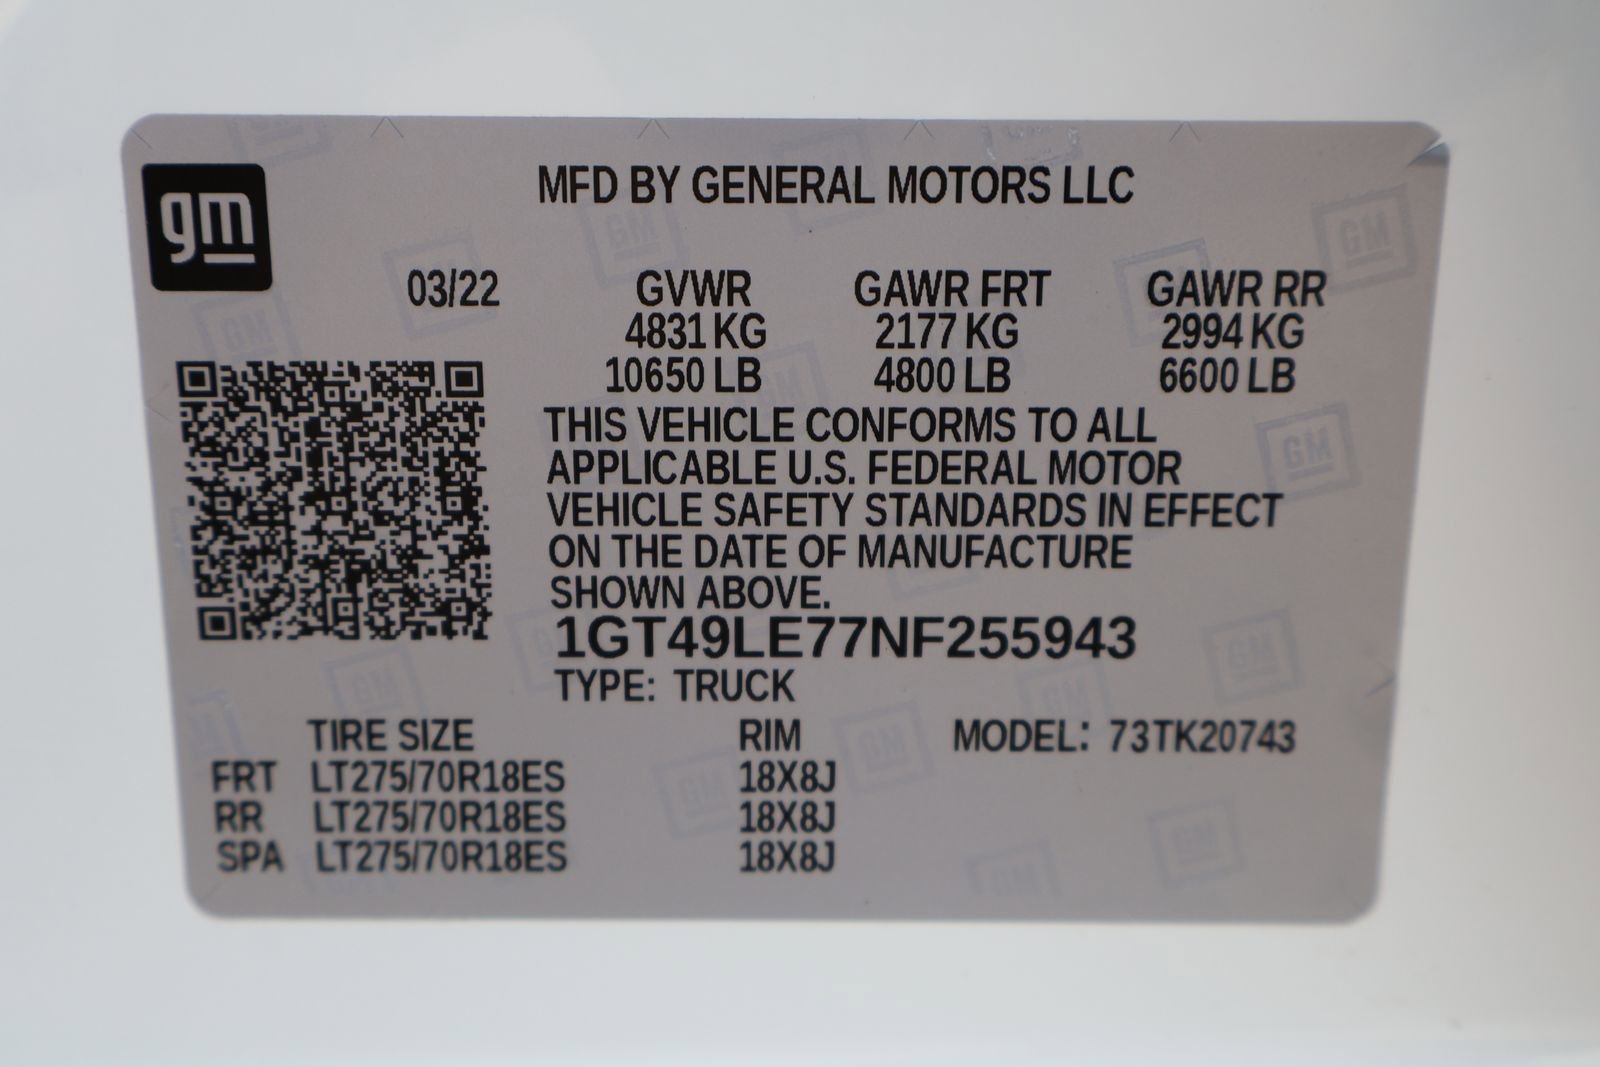 gm
MFD BY GENERAL MOTORS LLC
03/22 GVWR GAWR FRT GAWR RR
4831 KG 2177 KG 2994 KG
10650 LB 4800 LB 6600 LB
THIS VEHICLE CONFORMS TO ALL
APPLICABLE U.S. FEDERAL MOTOR
VEHICLE SAFETY STANDARDS IN EFFECT
ON THE DATE OF MANUFACTURE
SHOWN ABOVE.
1GT49LE77NF255943
TYPE: TRUCK
TIRE SIZE RIM MODEL: 73TK20743
FRT LT275/70R18ES 18X8J
RR LT275/70R18ES 18X8J
SPA LT275/70R18ES 18X8J